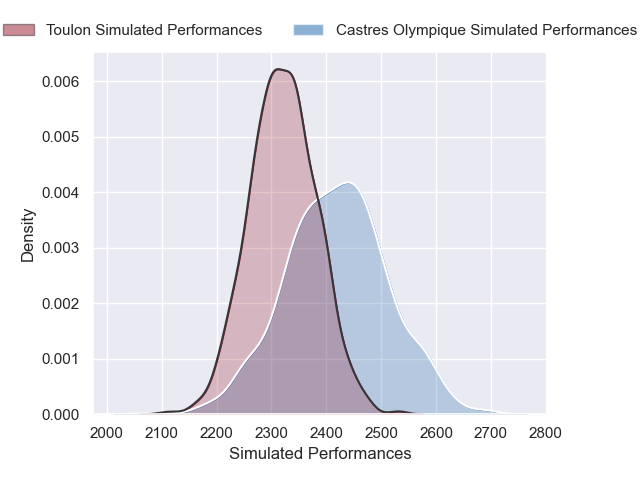 Toulon Simulated Performances
Castres Olympique Simulated Performances
0.006
0.005
0.004
0.003
0.002
0.001
0.000
Density
2000 2100 2200 2300 2400 2500 2600 2700 2800
Simulated Performances